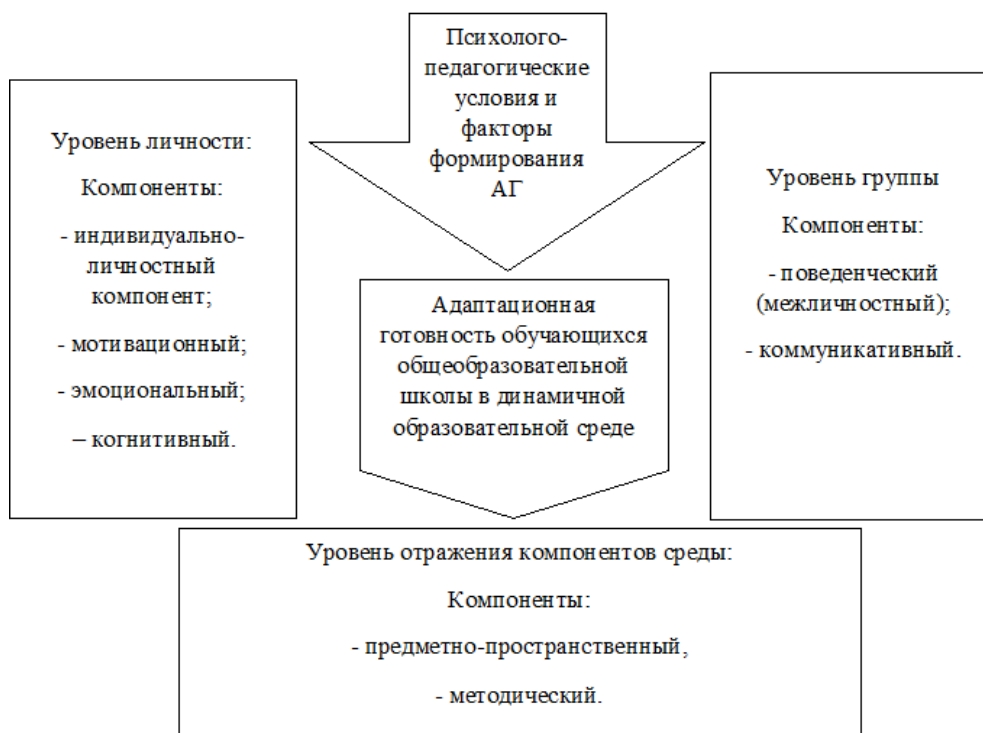 Психолого-
педагогические
условия и
факторы
формирования
АГ
Уровень личности:
Компоненты:
- индивидуально-
личностный
компонент;
- мотивационный;
- эмоциональный;
– когнитивный.
Адаптационная
готовность обучающихся
общеобразовательной
школы в динамичной
образовательной среде
Уровень группы
Компоненты:
- поведенческий
(межличностный);
- коммуникативный.
Уровень отражения компонентов среды:
Компоненты:
- предметно-пространственный,
- методический.